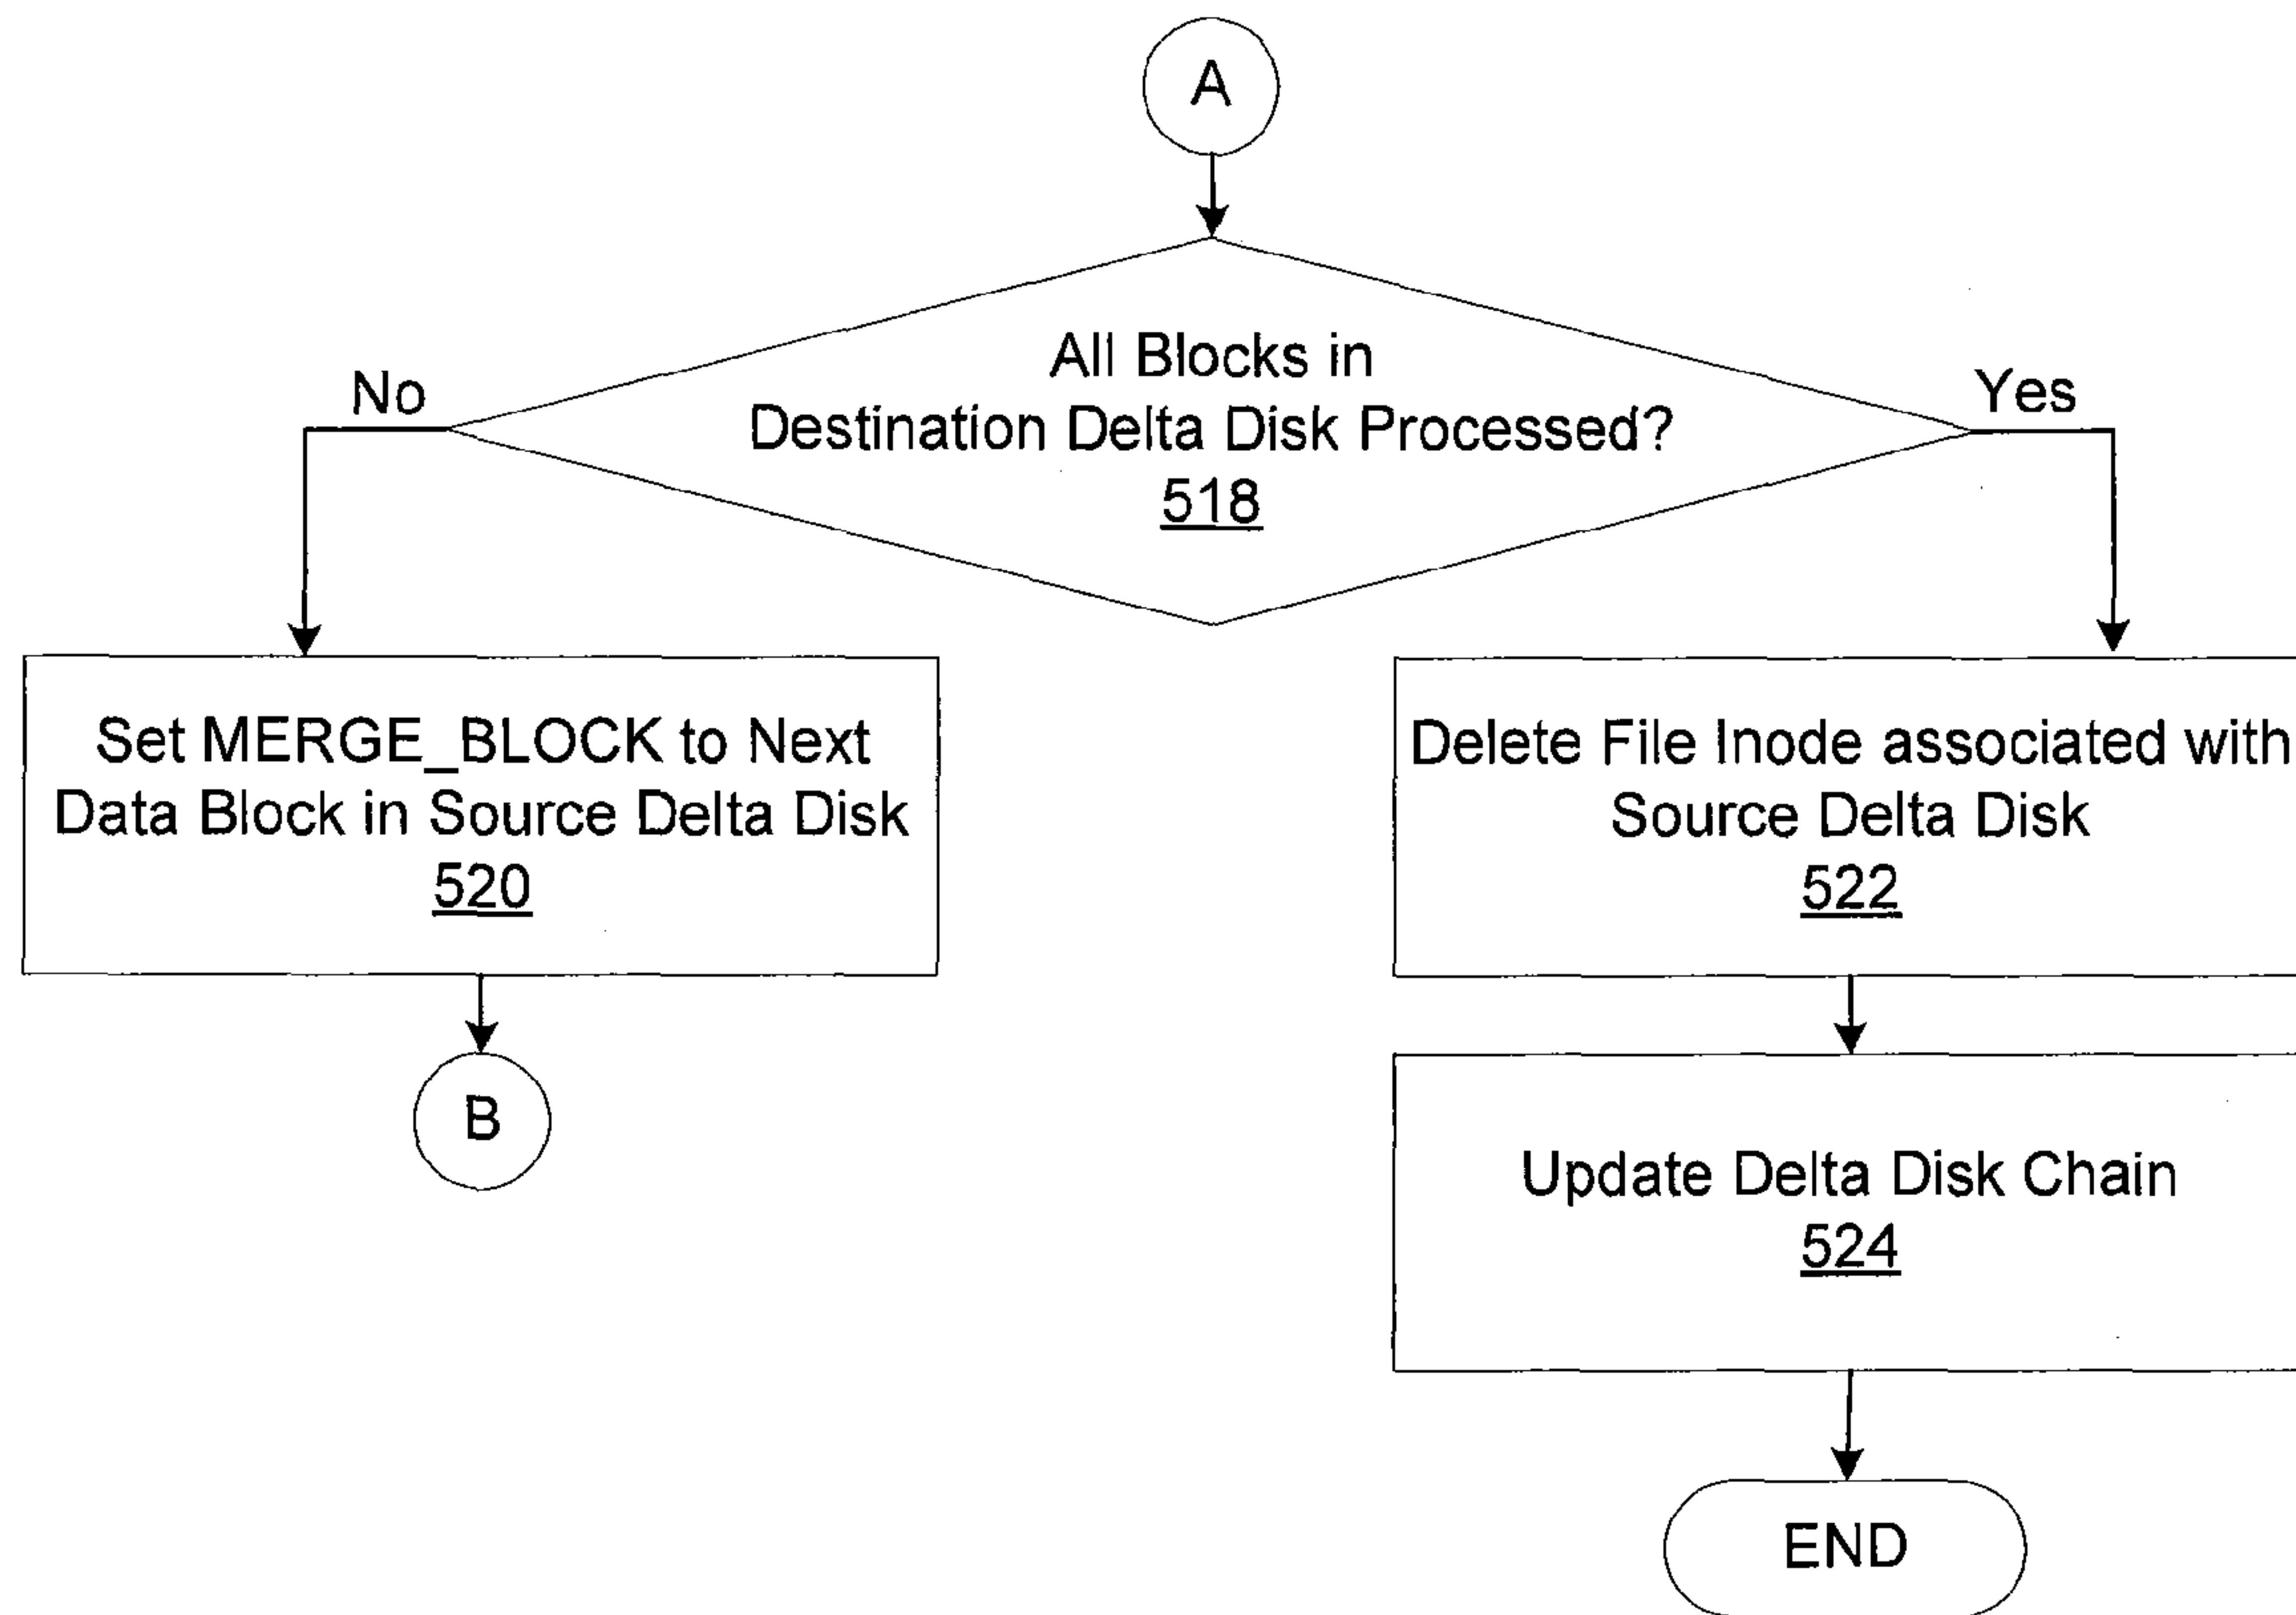 A
All Blocks in
Destination Delta Disk Processed?
518
No
Yes
Set MERGE_BLOCK to Next
Data Block in Source Delta Disk
520
B
Delete File Inode associated with
Source Delta Disk
522
Update Delta Disk Chain
524
END